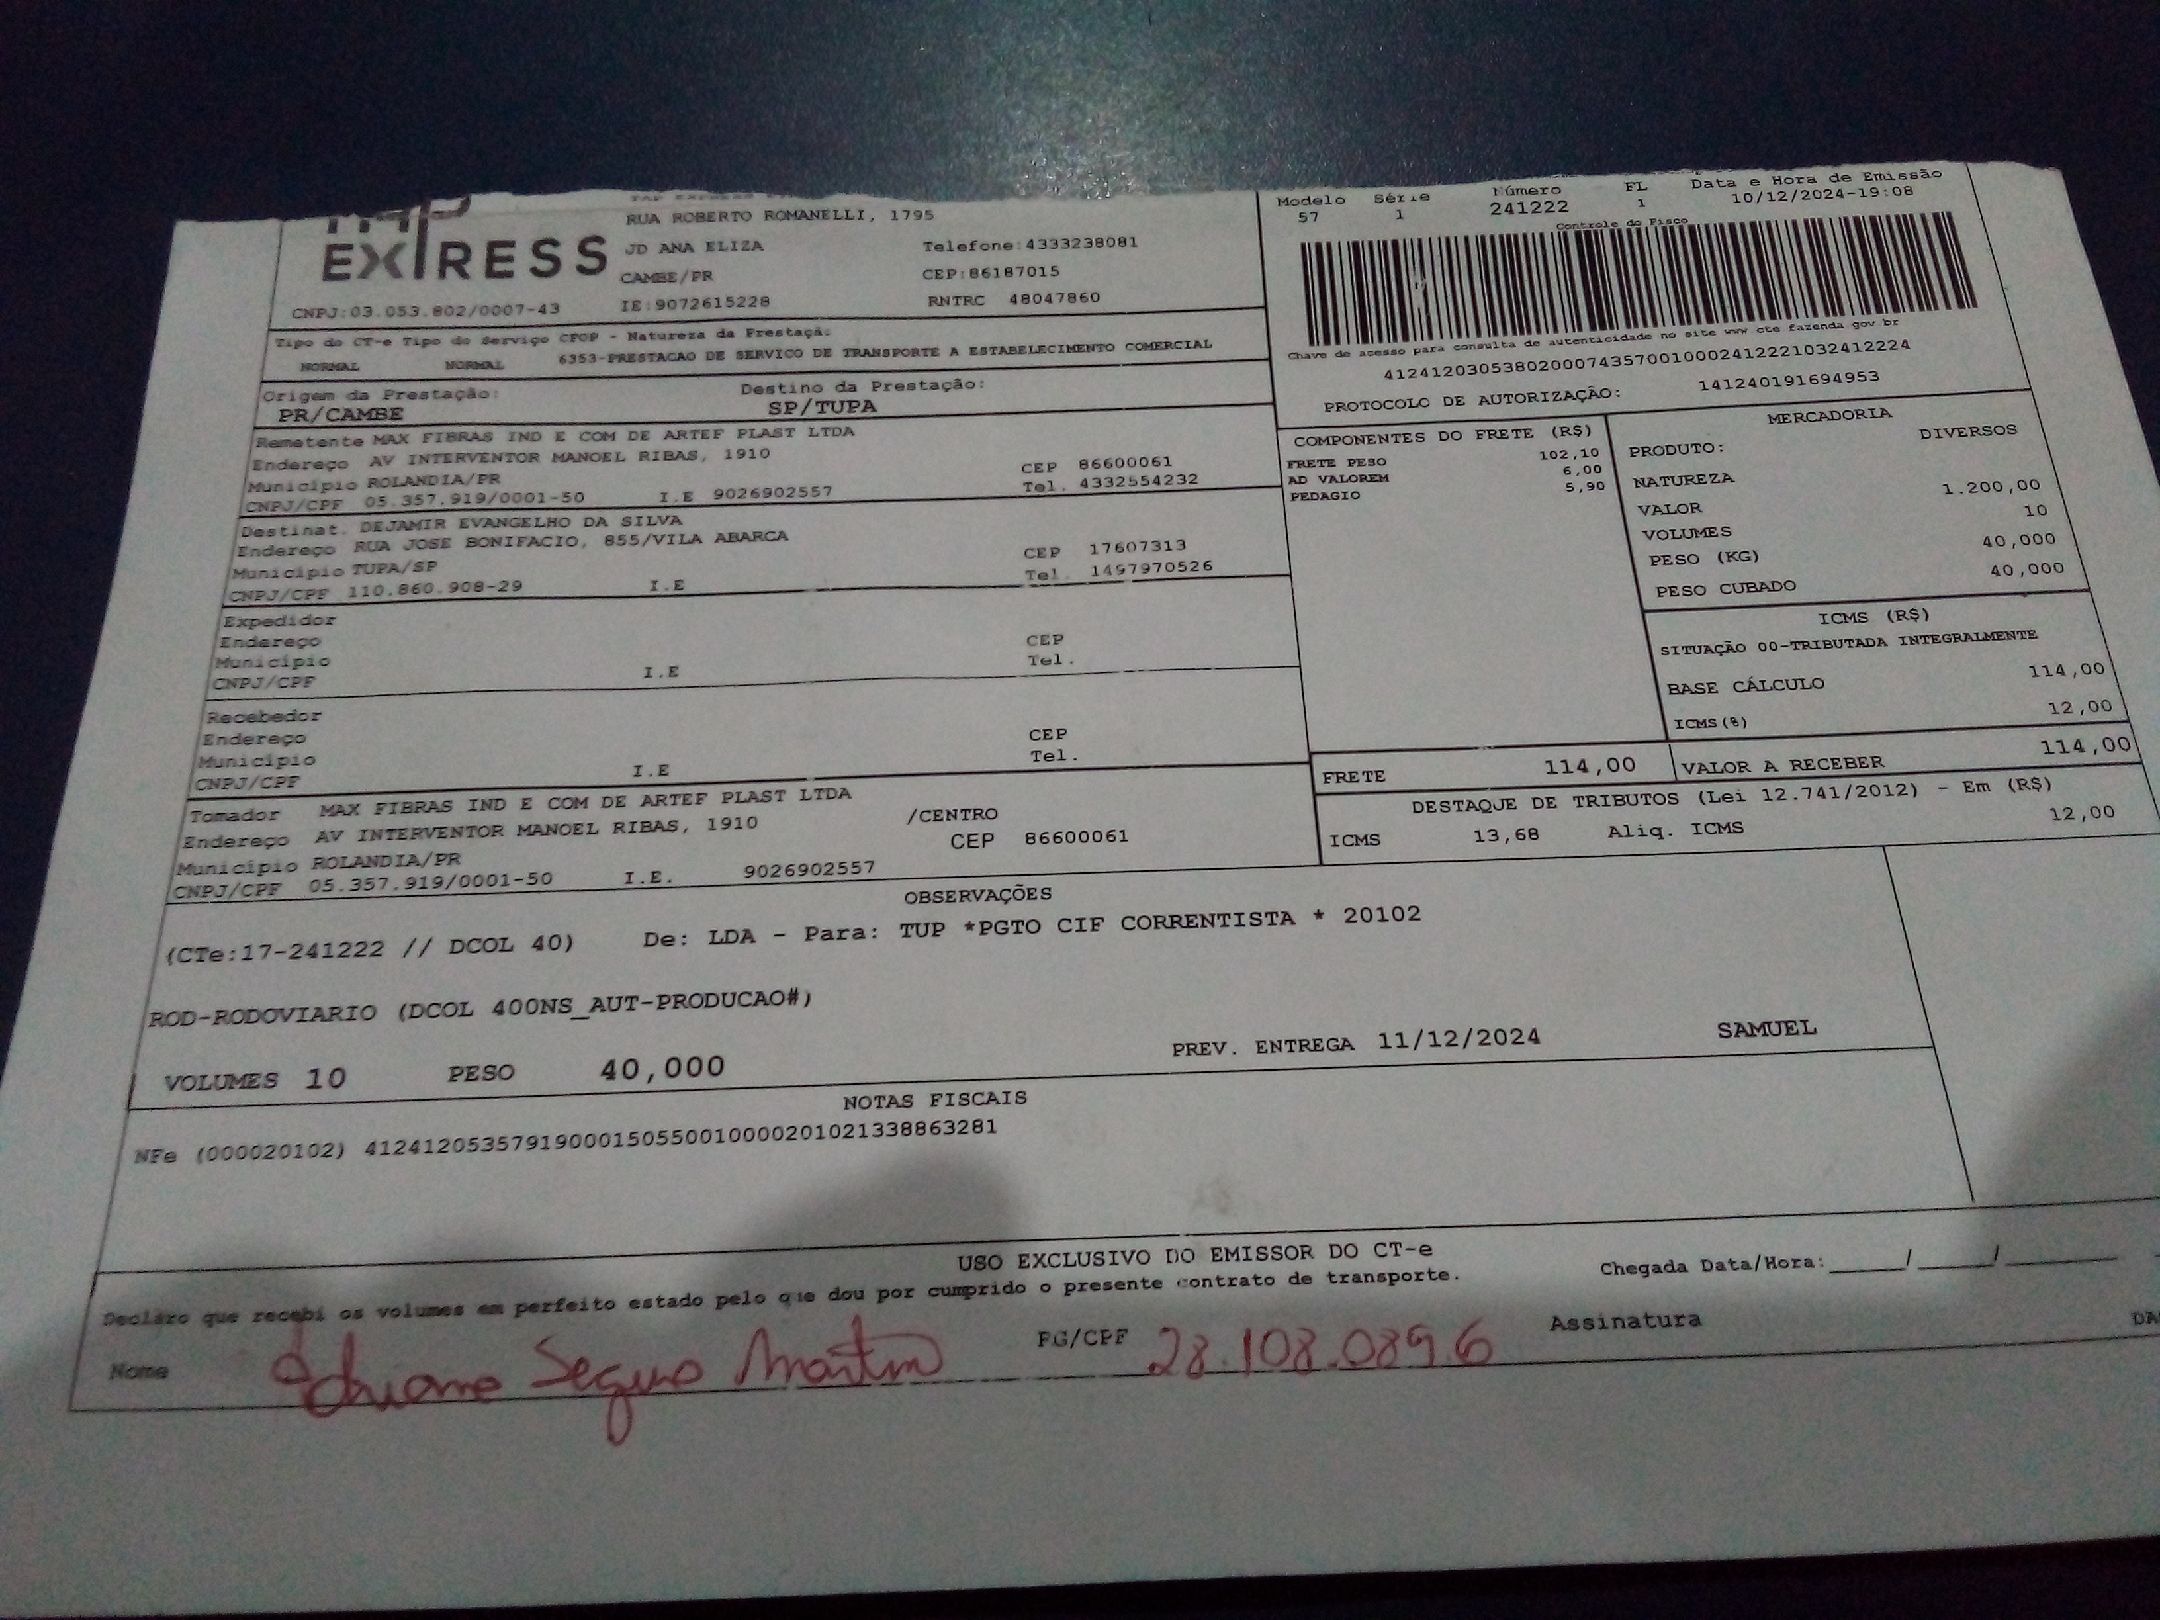 EXPRESS
RUA ROBERTO ROMANELLI, 1795
JD ANA ELIZA Telefone:4333238081
CAMBE/PR CEP:86187015
CNPJ:03.053.802/0007-43 IE:9072615228 RNTRC 48047860
Modelo Série Número FL Data e Hora de Emissão
57 1 241222 1 10/12/2024-19:08
Controle do Fisco
Chave de acesso para consulta de autenticidade no site www cte fazenda gov br
41241203053802000743570010002412221032412224
PROTOCOLO DE AUTORIZAÇÃO: 141240191694953
Tipo do CT-e Tipo do Serviço CFOP - Natureza da Prestaçã:
NORMAL NORMAL 6353-PRESTACAO DE SERVICO DE TRANSPORTE A ESTABELECIMENTO COMERCIAL
Origem da Prestação: Destino da Prestação:
PR/CAMBE SP/TUPA
Remetente MAX FIBRAS IND E COM DE ARTEF PLAST LTDA
Endereço AV INTERVENTOR MANOEL RIBAS, 1910 CEP 86600061
Município ROLANDIA/PR Tel. 4332554232
CNPJ/CPF 05.357.919/0001-50 I.E 9026902557
Destinat. DEJAMIR EVANGELHO DA SILVA
Endereço RUA JOSE BONIFACIO, 855/VILA ABARCA CEP 17607313
Município TUPA/SP Tel. 1497970526
CNPJ/CPF 110.860.908-29 I.E
Expedidor
Endereço CEP
Município Tel.
CNPJ/CPF I.E
Recebedor
Endereço CEP
Município Tel.
CNPJ/CPF I.E
Tomador MAX FIBRAS IND E COM DE ARTEF PLAST LTDA
Endereço AV INTERVENTOR MANOEL RIBAS, 1910 /CENTRO
Município ROLANDIA/PR CEP 86600061
CNPJ/CPF 05.357.919/0001-50 I.E. 9026902557
COMPONENTES DO FRETE (R$)
FRETE PESO 102,10
AD VALOREM 6,00
PEDAGIO 5,90
MERCADORIA
PRODUTO: DIVERSOS
NATUREZA
VALOR 1.200,00
VOLUMES 10
PESO (KG) 40,000
PESO CUBADO 40,000
ICMS (R$)
SITUAÇÃO 00-TRIBUTADA INTEGRALMENTE
BASE CÁLCULO 114,00
ICMS(%) 12,00
FRETE 114,00 VALOR A RECEBER 114,00
DESTAQUE DE TRIBUTOS (Lei 12.741/2012) - Em (R$)
ICMS 13,68 Aliq. ICMS 12,00
OBSERVAÇÕES
(CTe:17-241222 // DCOL 40) De: LDA - Para: TUP *PGTO CIF CORRENTISTA * 20102
ROD-RODOVIARIO (DCOL 400NS_AUT-PRODUCAO#)
VOLUMES 10 PESO 40,000 PREV. ENTREGA 11/12/2024 SAMUEL
NOTAS FISCAIS
NFe (000020102) 41241205357919000150550010000201021338863281
USO EXCLUSIVO DO EMISSOR DO CT-e
Declaro que recebi os volumes em perfeito estado pelo que dou por cumprido o presente contrato de transporte. Chegada Data/Hora:____/____/____
Nome Seguro RG/CPF 28.108.0896 Assinatura